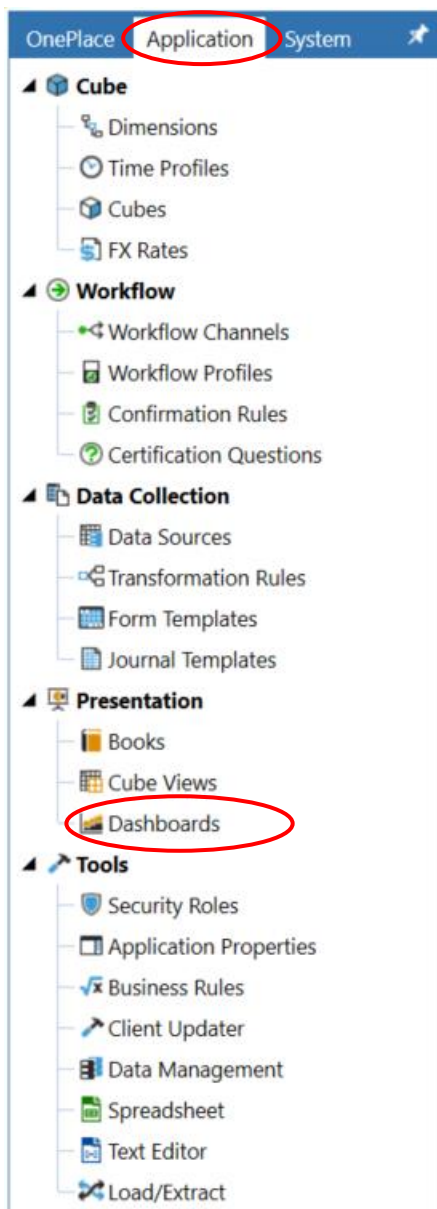 OnePlace Application System
Cube
Dimensions
Time Profiles
Cubes
FX Rates
Workflow
Workflow Channels
Workflow Profiles
Confirmation Rules
Certification Questions
Data Collection
Data Sources
Transformation Rules
Form Templates
Journal Templates
Presentation
Books
Cube Views
Dashboards
Tools
Security Roles
Application Properties
Business Rules
Client Updater
Data Management
Spreadsheet
Text Editor
Load/Extract